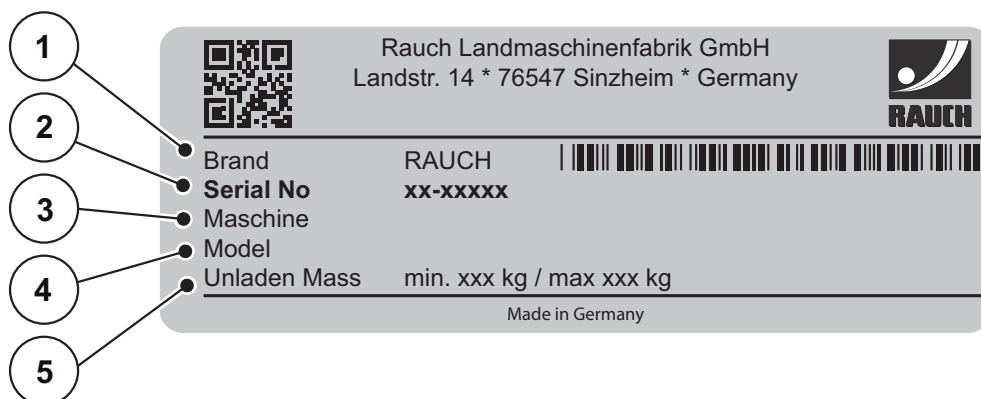 Rauch Landmaschinenfabrik GmbH
Landstr. 14 * 76547 Sinzheim * Germany
RAUCH
1
Brand RAUCH
2
Serial No xx-xxxxx
3
Maschine
4
Model
5
Unladen Mass min. xxx kg / max xxx kg
Made in Germany